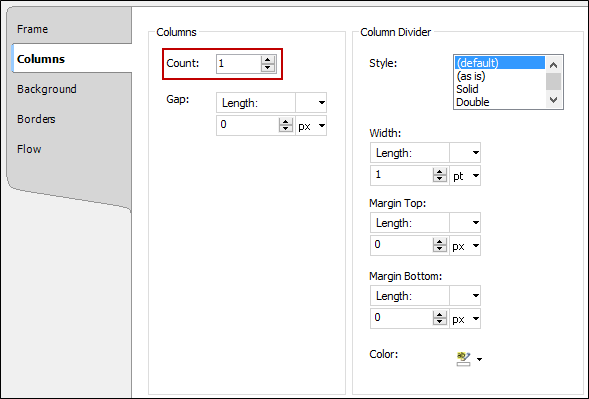 Frame
Columns
Background
Borders
Flow
Columns
Count: 1
Gap: Length:
0 px
Column Divider
Style: (default)
(as is)
Solid
Double
Width:
Length:
1 pt
Margin Top:
Length:
0 px
Margin Bottom:
Length:
0 px
Color: